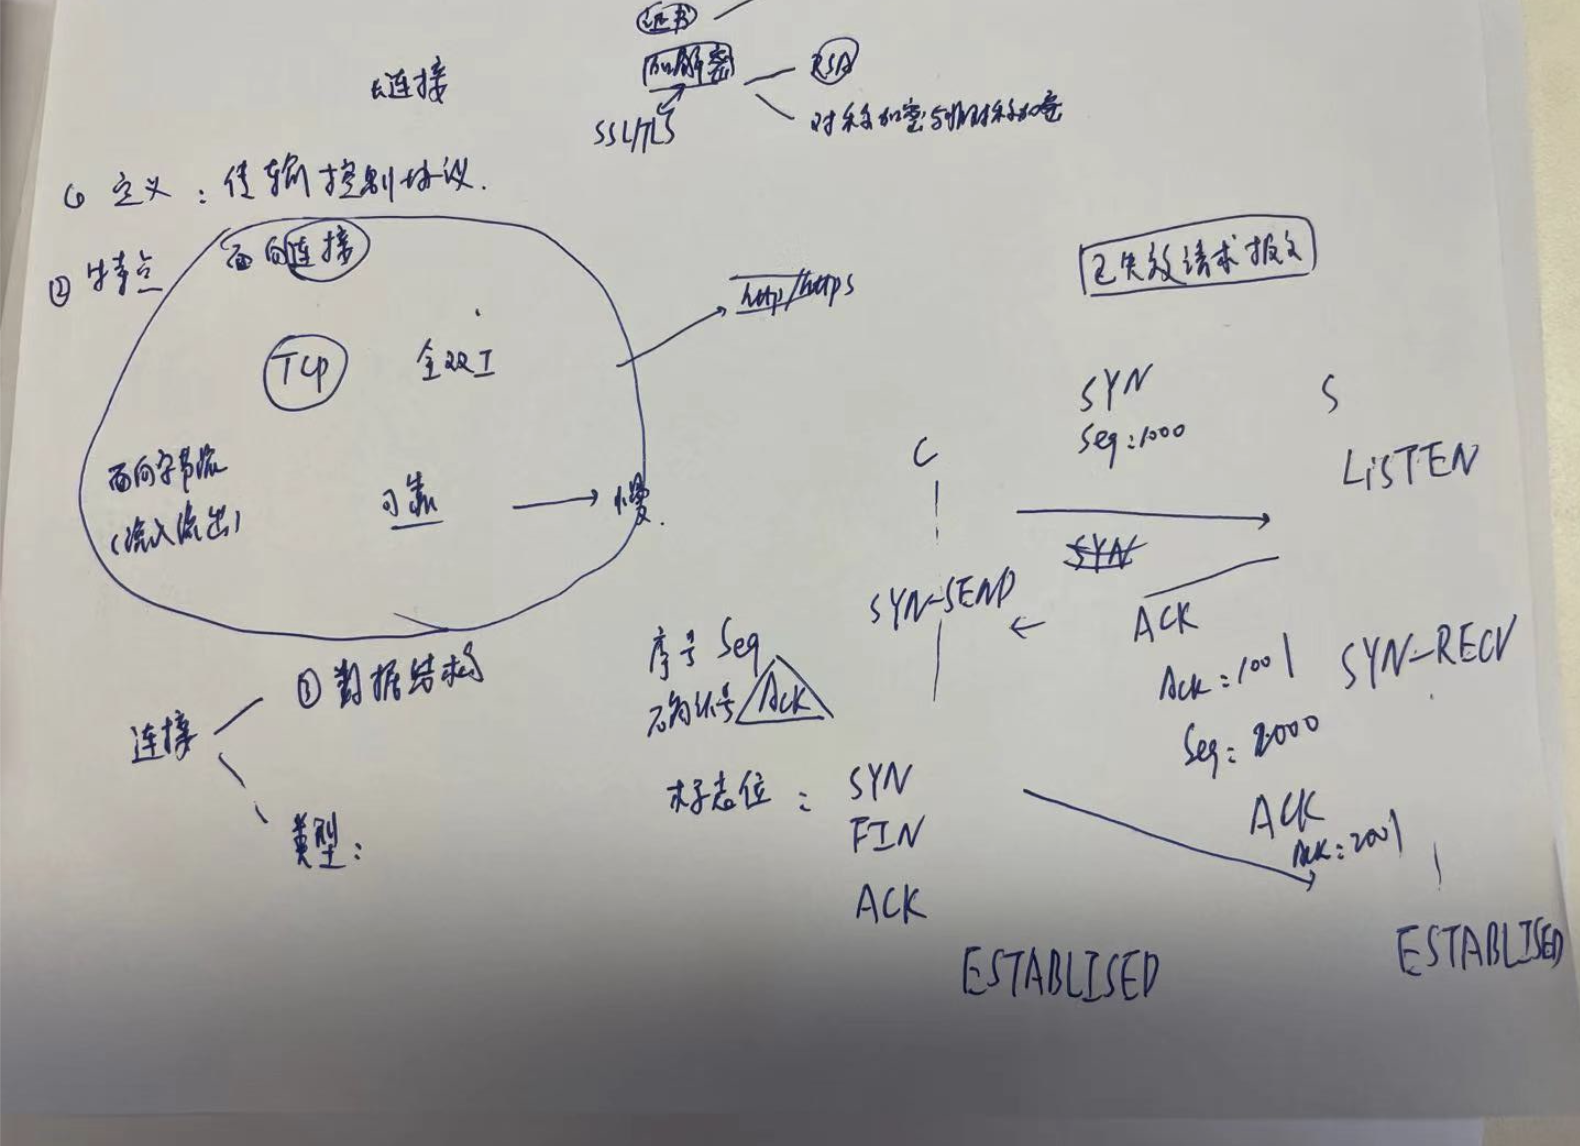 证书
加解密
RSA
长连接
SSL/TLS
对称加密与非对称加密
定义：传输控制协议.
② 特点
面向连接
http/https
已失效请求报文
TCP
全双工
SYN
Seq:1000
S
C
LiSTEN
面向字节流
(流入流出)
可靠
慢.
SYN
SYN-SEND
ACK
Ack:1001
SYN-RECV
Seq:2000
序号 Seq
确认号 Ack
① 数据结构
连接
类型:
标志位: SYN
FIN
ACK
ACK
Ack:2001
ESTABLISED
ESTABLISED